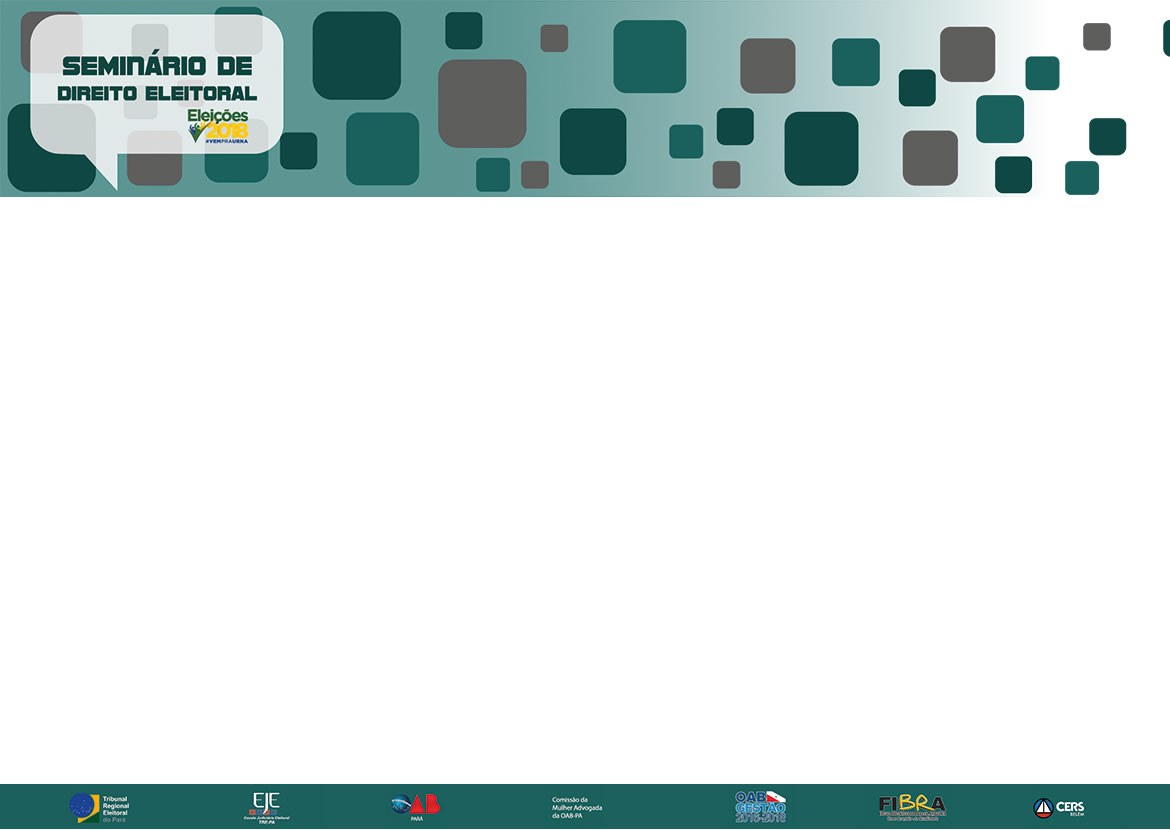 SEMINÁRIO DE
DIREITO ELEITORAL
Eleições
2018
#VEMPRAURNA
Tribunal
Regional
Eleitoral
do Pará
EJE
Escola Judiciária Eleitoral
TRE-PA
OAB
PARÁ
Comissão da
Mulher Advogada
da OAB-PA
OAB
GESTÃO
2016-2018
FIBRA
CERS
BELÉM